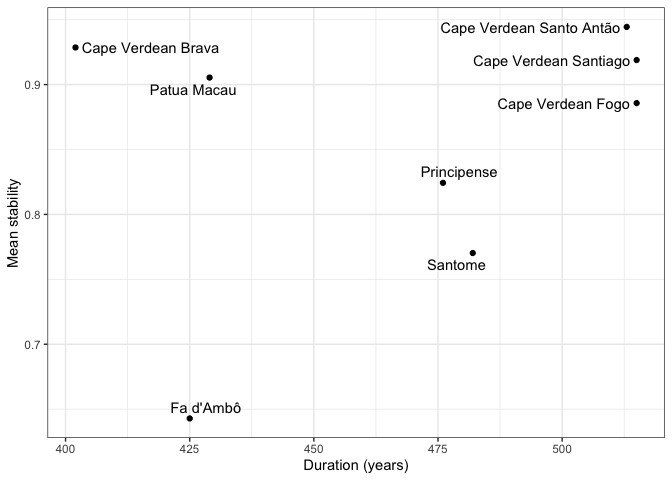 Cape Verdean Santo Antão
Cape Verdean Brava
Cape Verdean Santiago
0.9
Patua Macau
Cape Verdean Fogo
Principense
0.8
Santome
0.7
Fa d'Ambô
Mean stability
400 425 450 475 500
Duration (years)